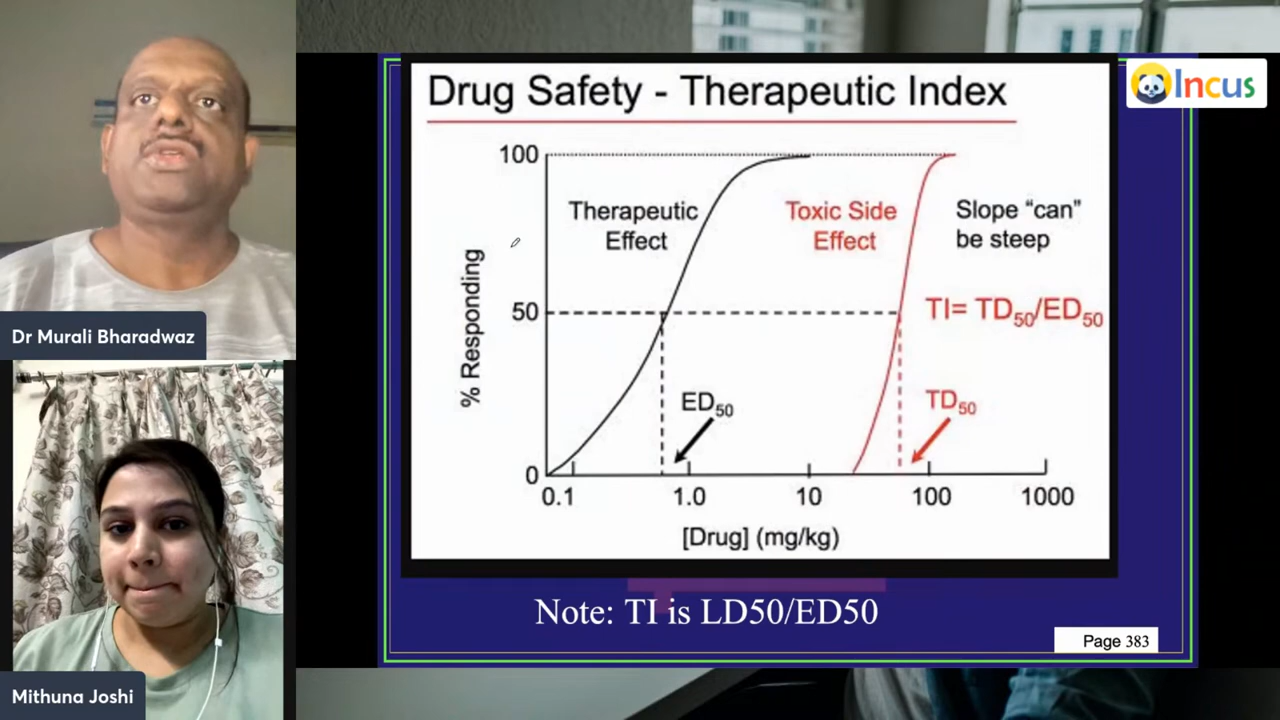 Drug Safety - Therapeutic Index
Incus
100
Therapeutic
Effect
Toxic Side
Effect
Slope “can”
be steep
% Responding
50
TI= TD50/ED50
ED50
TD50
0
0.1
1.0
10
100
1000
[Drug] (mg/kg)
Note: TI is LD50/ED50
Page 383
Dr Murali Bharadwaz
Mithuna Joshi